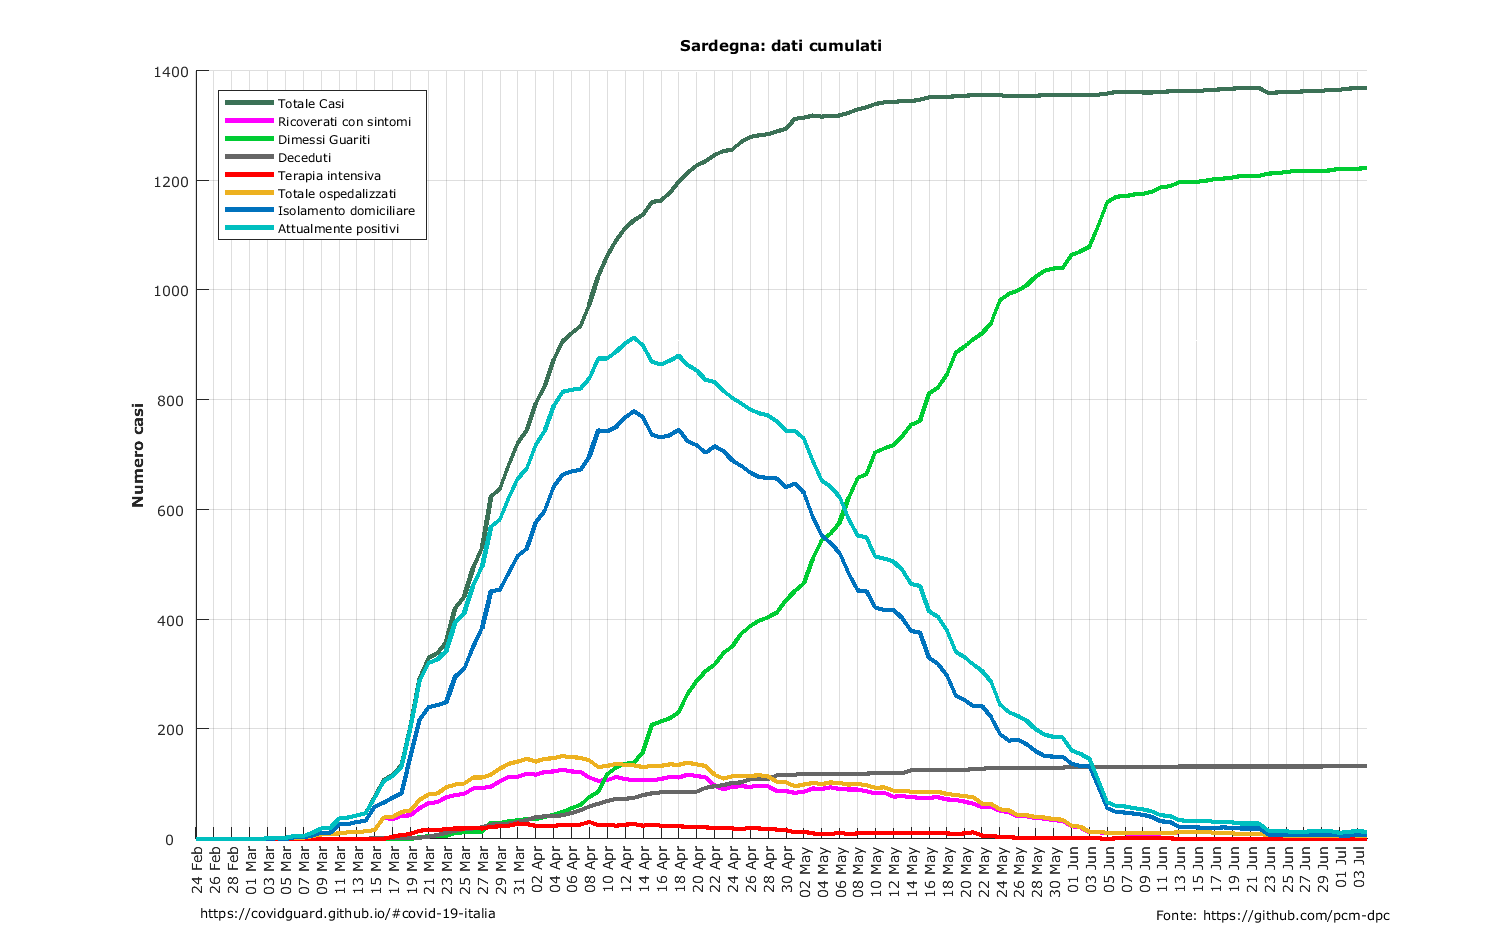 Sardegna: dati cumulati
1400
1200
1000
800
600
400
200
0
Numero casi
Totale Casi
Ricoverati con sintomi
Dimessi Guariti
Deceduti
Terapia intensiva
Totale ospedalizzati
Isolamento domiciliare
Attualmente positivi
24 Feb
26 Feb
28 Feb
01 Mar
03 Mar
05 Mar
07 Mar
09 Mar
11 Mar
13 Mar
15 Mar
17 Mar
19 Mar
21 Mar
23 Mar
25 Mar
27 Mar
29 Mar
31 Mar
02 Apr
04 Apr
06 Apr
08 Apr
10 Apr
12 Apr
14 Apr
16 Apr
18 Apr
20 Apr
22 Apr
24 Apr
26 Apr
28 Apr
30 Apr
02 May
04 May
06 May
08 May
10 May
12 May
14 May
16 May
18 May
20 May
22 May
24 May
26 May
28 May
30 May
01 Jun
03 Jun
05 Jun
07 Jun
09 Jun
11 Jun
13 Jun
15 Jun
17 Jun
19 Jun
21 Jun
23 Jun
25 Jun
27 Jun
29 Jun
01 Jul
03 Jul
https://covidguard.github.io/#covid-19-italia
Fonte: https://github.com/pcm-dpc